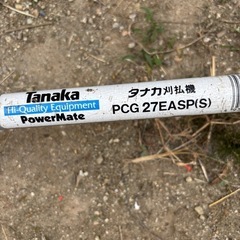 Tanaka
Hi-Quality Equipment
PowerMate
タナカ刈払機
PCG 27EASP(S)